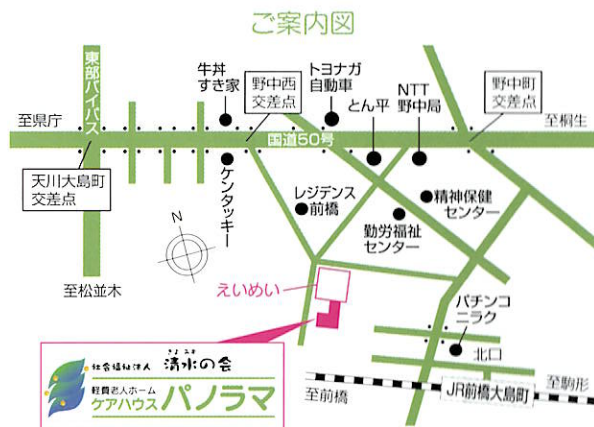 ご案内図
東部バイパス
牛丼
すき家
野中西
交差点
トヨナガ
自動車
とん平
NTT
野中局
野中町
交差点
至県庁
国道50号
至桐生
天川大島町
交差点
ケンタッキー
レジデンス
前橋
精神保健
センター
勤労福祉
センター
N
至松並木
えいめい
パチンコ
ニラク
北口
社会福祉法人 清水の会
きよみず
軽費老人ホーム
ケアハウス パノラマ
至前橋
JR前橋大島町
至駒形